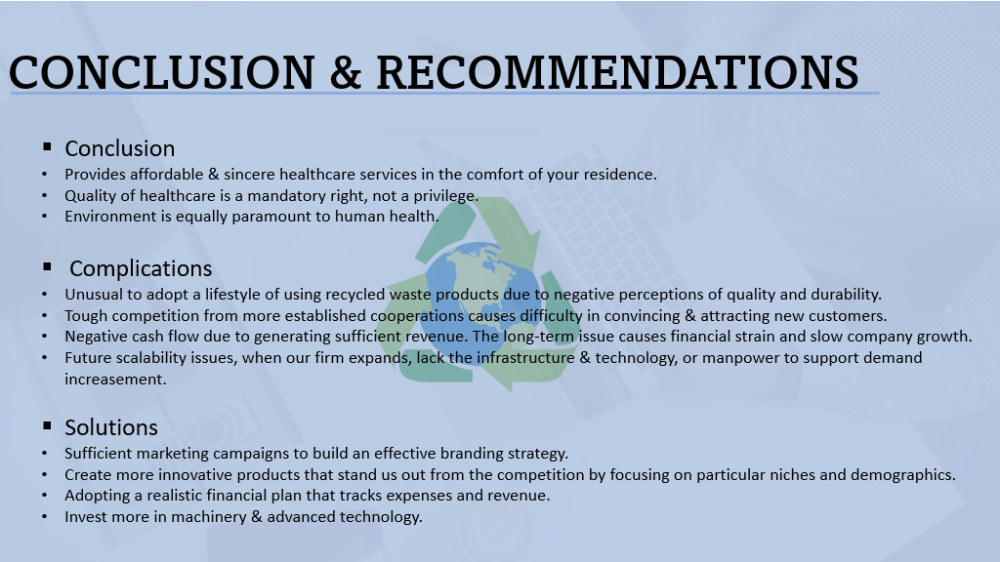 CONCLUSION & RECOMMENDATIONS
▪ Conclusion
• Provides affordable & sincere healthcare services in the comfort of your residence.
• Quality of healthcare is a mandatory right, not a privilege.
• Environment is equally paramount to human health.
▪ Complications
• Unusual to adopt a lifestyle of using recycled waste products due to negative perceptions of quality and durability.
• Tough competition from more established cooperations causes difficulty in convincing & attracting new customers.
• Negative cash flow due to generating sufficient revenue. The long-term issue causes financial strain and slow company growth.
• Future scalability issues, when our firm expands, lack the infrastructure & technology, or manpower to support demand
increasement.
▪ Solutions
• Sufficient marketing campaigns to build an effective branding strategy.
• Create more innovative products that stand us out from the competition by focusing on particular niches and demographics.
• Adopting a realistic financial plan that tracks expenses and revenue.
• Invest more in machinery & advanced technology.